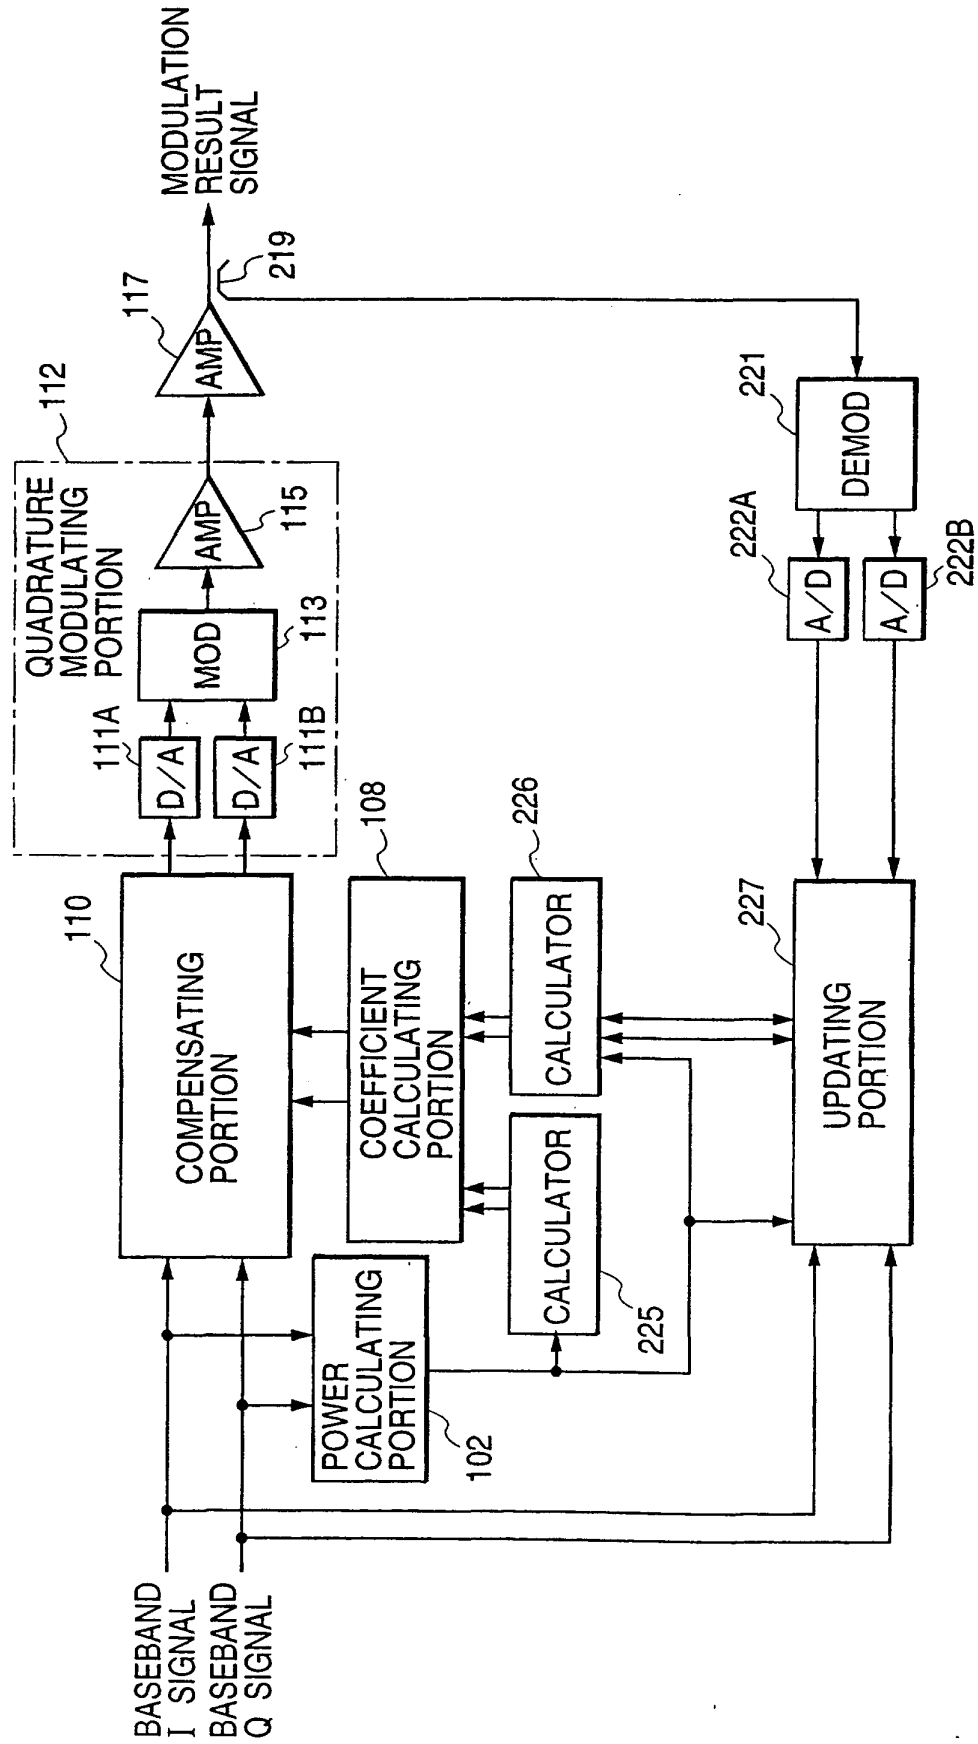 BASEBAND
I SIGNAL
BASEBAND
Q SIGNAL
POWER
CALCULATING
PORTION
102
110
COMPENSATING
PORTION
108
COEFFICIENT
CALCULATING
PORTION
CALCULATOR
225
CALCULATOR
226
227
UPDATING
PORTION
QUADRATURE
MODULATING
PORTION
112
111A
D/A
D/A
111B
MOD
113
AMP
115
117
AMP
219
MODULATION
RESULT
SIGNAL
221
DEMOD
222A
A/D
A/D
222B